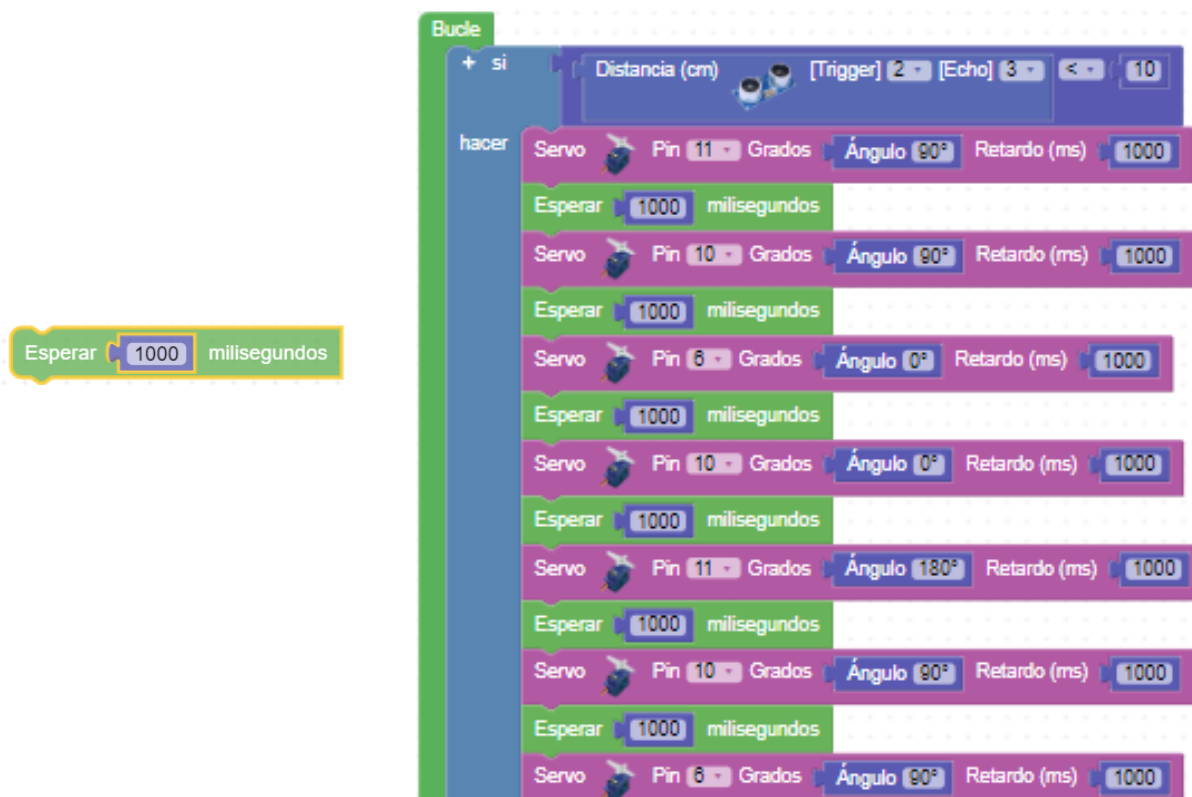 Bucle
+ si Distancia (cm) [Trigger] 2 [Echo] 3 < 10
hacer Servo Pin 11 Grados Ángulo 90° Retardo (ms) 1000
Esperar 1000 milisegundos
Servo Pin 10 Grados Ángulo 90° Retardo (ms) 1000
Esperar 1000 milisegundos
Esperar 1000 milisegundos
Servo Pin 6 Grados Ángulo 0° Retardo (ms) 1000
Esperar 1000 milisegundos
Servo Pin 10 Grados Ángulo 0° Retardo (ms) 1000
Esperar 1000 milisegundos
Servo Pin 11 Grados Ángulo 180° Retardo (ms) 1000
Esperar 1000 milisegundos
Servo Pin 10 Grados Ángulo 90° Retardo (ms) 1000
Esperar 1000 milisegundos
Servo Pin 6 Grados Ángulo 90° Retardo (ms) 1000